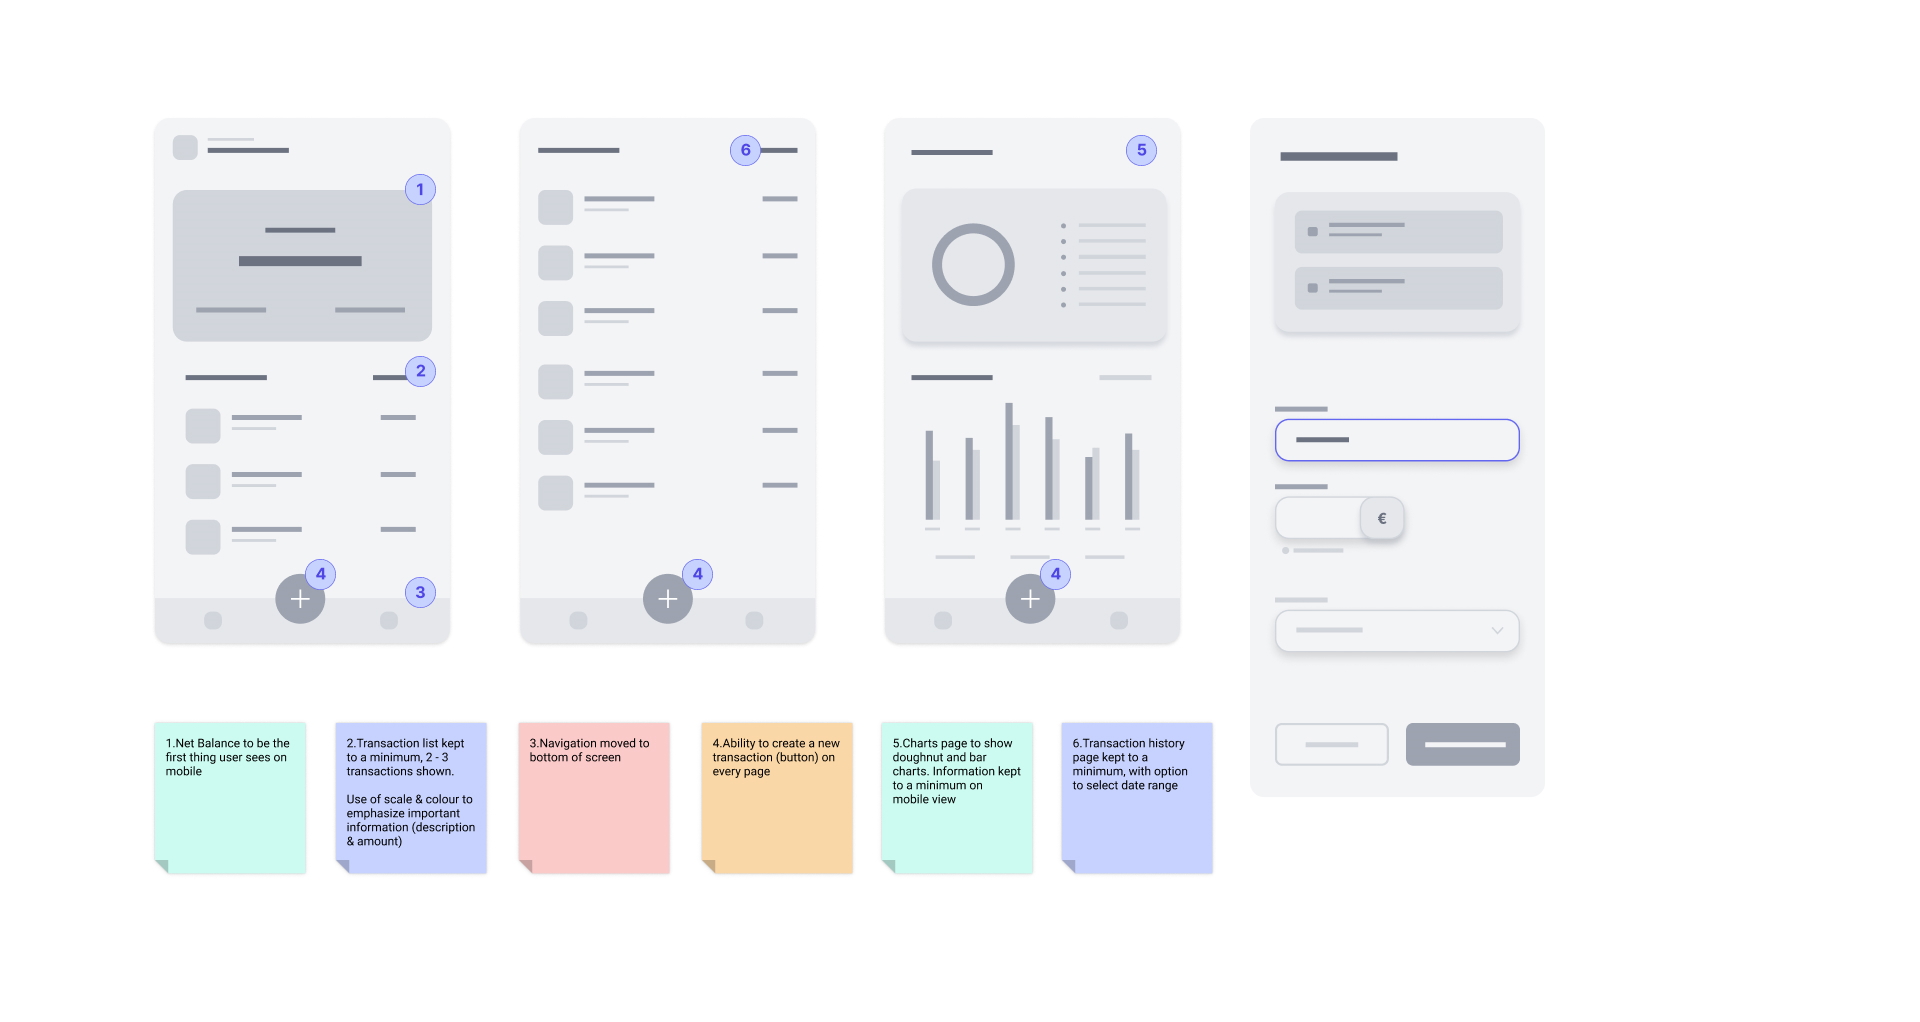 6
5
1
2
€
4
4
4
3
1.Net Balance to be the
first thing user sees on
mobile
2.Transaction list kept
to a minimum, 2 - 3
transactions shown.
Use of scale & colour to
emphasize important
information (description
& amount)
3.Navigation moved to
bottom of screen
4.Ability to create a new
transaction (button) on
every page
5.Charts page to show
doughnut and bar
charts. Information kept
to a minimum on
mobile view
6.Transaction history
page kept to a
minimum, with option
to select date range